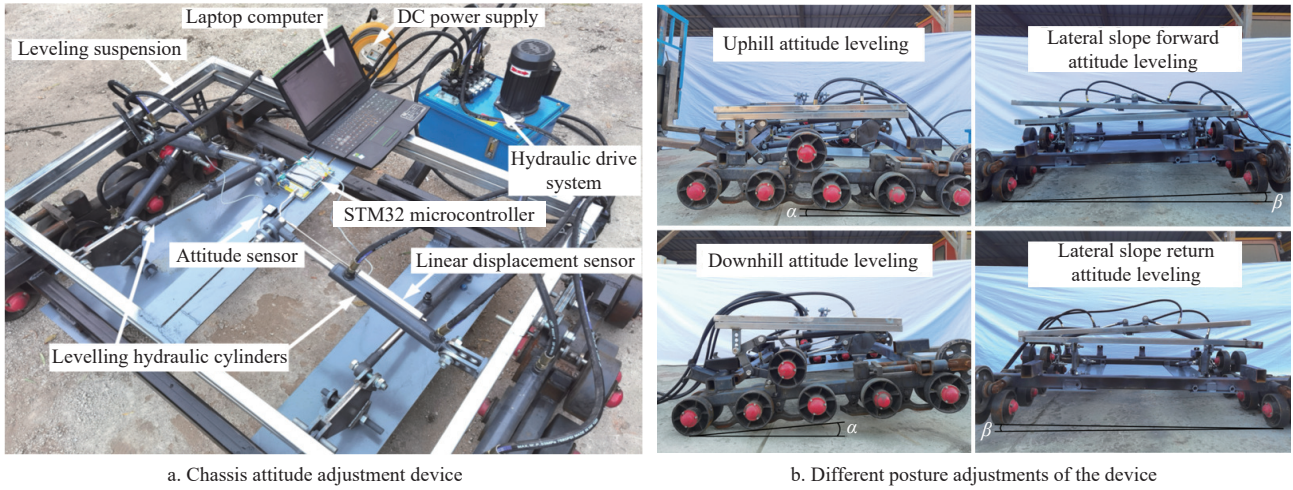 Laptop computer
DC power supply
Leveling suspension
Hydraulic drive
system
STM32 microcontroller
Attitude sensor
Linear displacement sensor
Levelling hydraulic cylinders
a. Chassis attitude adjustment device
Uphill attitude leveling
α
Lateral slope forward
attitude leveling
β
Downhill attitude leveling
α
Lateral slope return
attitude leveling
β
b. Different posture adjustments of the device